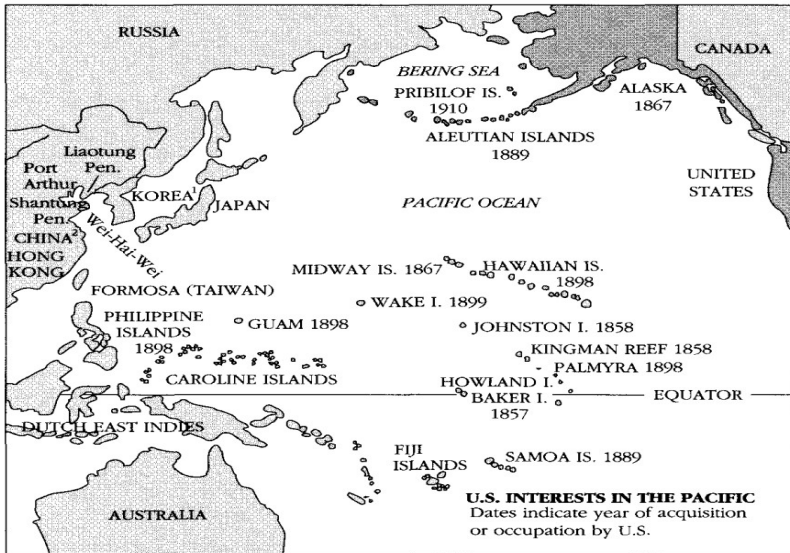 RUSSIA
CANADA
BERING SEA
PRIBILOF IS.
1910
ALASKA
1867
ALEUTIAN ISLANDS
1889
Liaotung
Pen.
Port
Arthur
Shantung
Pen.
KOREA¹
JAPAN
UNITED
STATES
PACIFIC OCEAN
Wei-Hai-Wei
CHINA²
HONG
KONG
MIDWAY IS. 1867
HAWAIIAN IS.
1898
FORMOSA (TAIWAN)
WAKE I. 1899
PHILIPPINE
ISLANDS
1898
GUAM 1898
JOHNSTON I. 1858
KINGMAN REEF 1858
PALMYRA 1898
CAROLINE ISLANDS
HOWLAND I.
BAKER I.
1857
EQUATOR
DUTCH EAST INDIES
FIJI
ISLANDS
SAMOA IS. 1889
AUSTRALIA
U.S. INTERESTS IN THE PACIFIC
Dates indicate year of acquisition
or occupation by U.S.